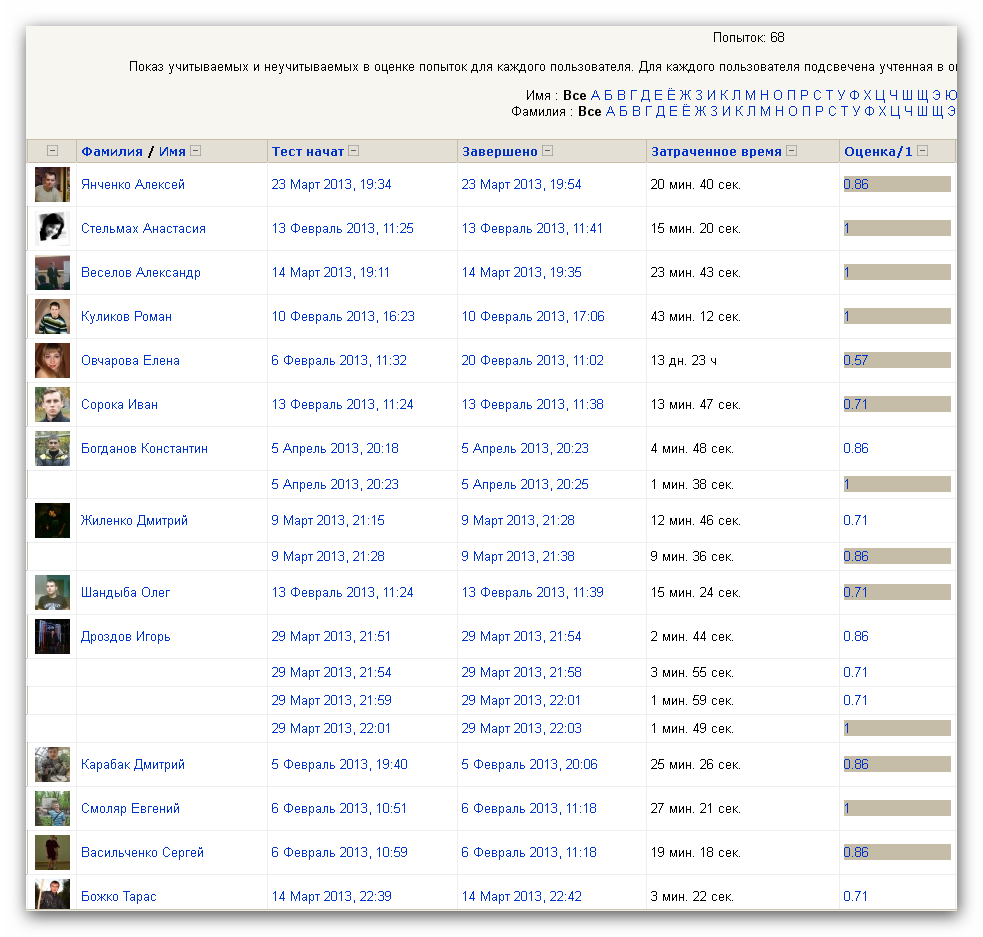 Попыток: 68
Показ учитываемых и неучитываемых в оценке попыток для каждого пользователя. Для каждого пользователя подсвечена учтенная в
Имя : Все А Б В Г Д Е Ё Ж З И К Л М Н О П Р С Т У Ф Х Ц Ч Ш Щ Э Ю
Фамилия : Все А Б В Г Д Е Ё Ж З И К Л М Н О П Р С Т У Ф Х Ц Ч Ш Щ Э
Фамилия / Имя Тест начат Завершено Затраченное время Оценка/1
Янченко Алексей 23 Март 2013, 19:34 23 Март 2013, 19:54 20 мин. 40 сек. 0.86
Стельмах Анастасия 13 Февраль 2013, 11:25 13 Февраль 2013, 11:41 15 мин. 20 сек. 1
Веселов Александр 14 Март 2013, 19:11 14 Март 2013, 19:35 23 мин. 43 сек. 1
Куликов Роман 10 Февраль 2013, 16:23 10 Февраль 2013, 17:06 43 мин. 12 сек. 1
Овчарова Елена 6 Февраль 2013, 11:32 20 Февраль 2013, 11:02 13 дн. 23 ч 0.57
Сорока Иван 13 Февраль 2013, 11:24 13 Февраль 2013, 11:38 13 мин. 47 сек. 0.71
Богданов Константин 5 Апрель 2013, 20:18 5 Апрель 2013, 20:23 4 мин. 48 сек. 0.86
5 Апрель 2013, 20:23 5 Апрель 2013, 20:25 1 мин. 38 сек. 1
Жиленко Дмитрий 9 Март 2013, 21:15 9 Март 2013, 21:28 12 мин. 46 сек. 0.71
9 Март 2013, 21:28 9 Март 2013, 21:38 9 мин. 36 сек. 0.86
Шандыба Олег 13 Февраль 2013, 11:24 13 Февраль 2013, 11:39 15 мин. 24 сек. 0.71
Дроздов Игорь 29 Март 2013, 21:51 29 Март 2013, 21:54 2 мин. 44 сек. 0.86
29 Март 2013, 21:54 29 Март 2013, 21:58 3 мин. 55 сек. 0.71
29 Март 2013, 21:59 29 Март 2013, 22:01 1 мин. 59 сек. 0.71
29 Март 2013, 22:01 29 Март 2013, 22:03 1 мин. 49 сек. 1
Карабак Дмитрий 5 Февраль 2013, 19:40 5 Февраль 2013, 20:06 25 мин. 26 сек. 0.86
Смоляр Евгений 6 Февраль 2013, 10:51 6 Февраль 2013, 11:18 27 мин. 21 сек. 1
Васильченко Сергей 6 Февраль 2013, 10:59 6 Февраль 2013, 11:18 19 мин. 18 сек. 0.86
Божко Тарас 14 Март 2013, 22:39 14 Март 2013, 22:42 3 мин. 22 сек. 0.71